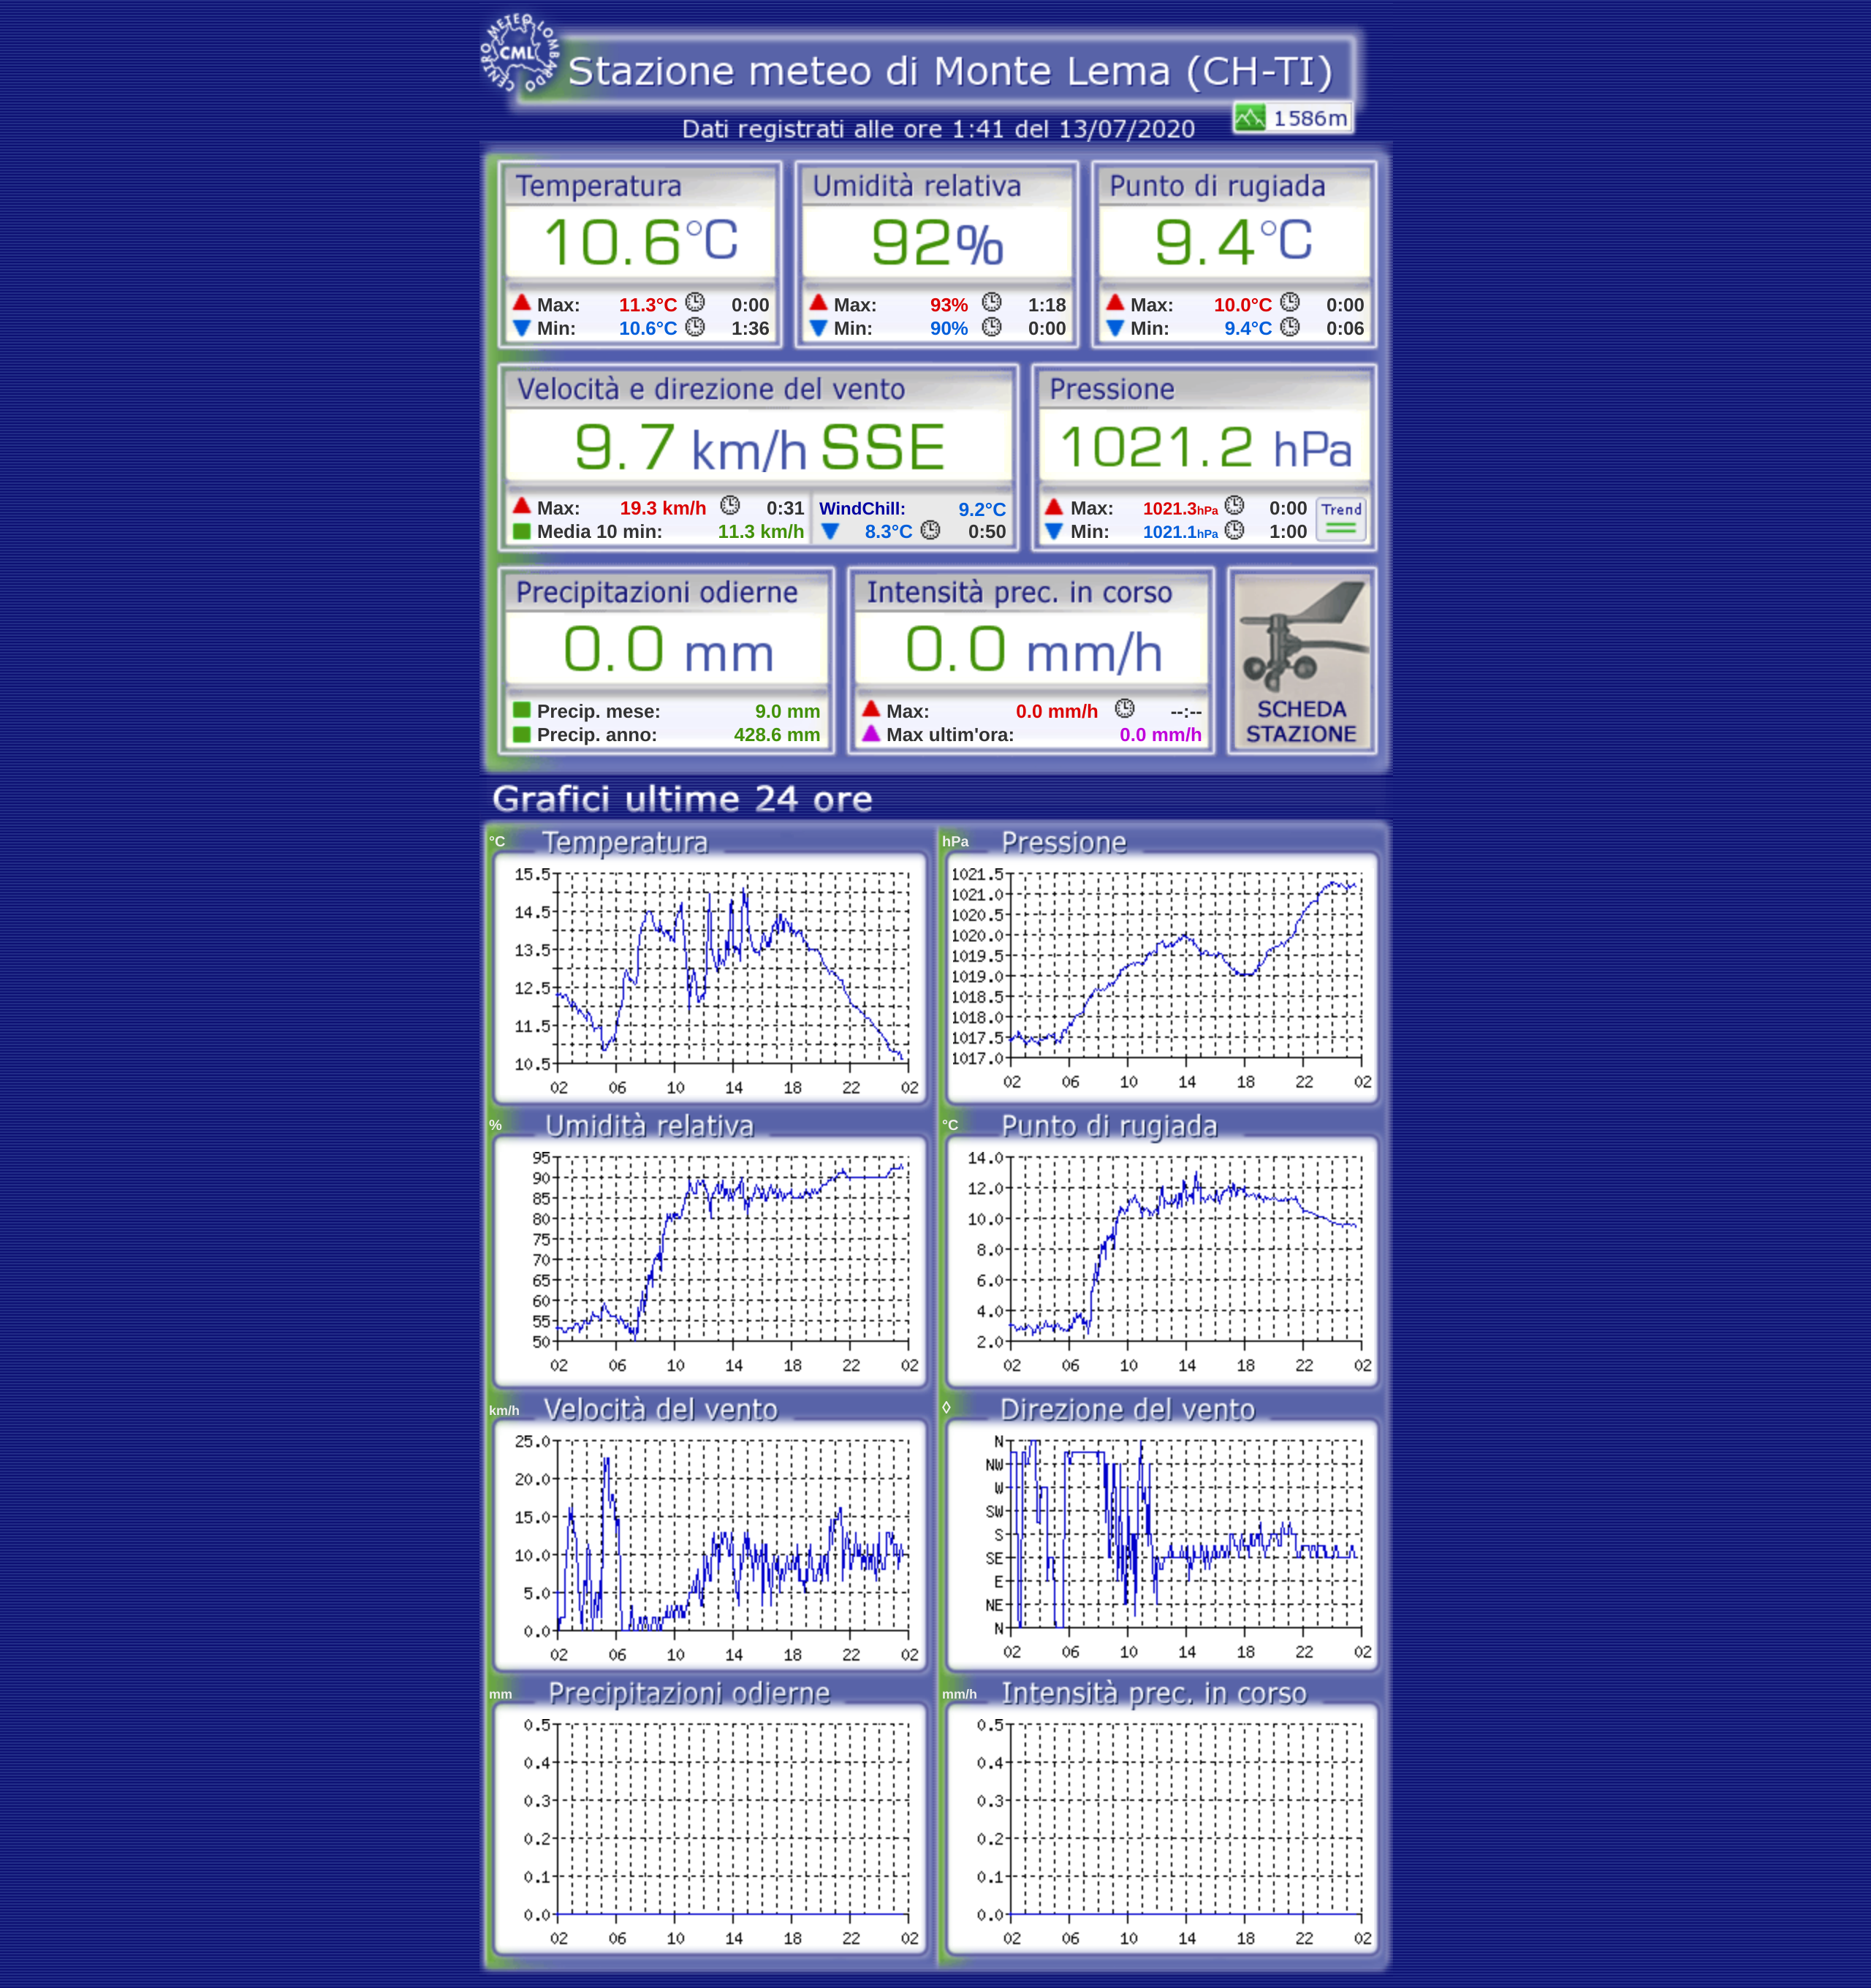 CENTRO METEO LOMBARDO
CML
Stazione meteo di Monte Lema (CH-TI)
1586m
Dati registrati alle ore 1:41 del 13/07/2020
Temperatura
10.6°C
Max: 11.3°C 0:00
Min: 10.6°C 1:36
Umidità relativa
92%
Max: 93% 1:18
Min: 90% 0:00
Punto di rugiada
9.4°C
Max: 10.0°C 0:00
Min: 9.4°C 0:06
Velocità e direzione del vento
9.7 km/h SSE
Max: 19.3 km/h 0:31
Media 10 min: 11.3 km/h
WindChill: 9.2°C
8.3°C 0:50
Pressione
1021.2 hPa
Max: 1021.3hPa 0:00
Min: 1021.1hPa 1:00
Trend
Precipitazioni odierne
0.0 mm
Precip. mese: 9.0 mm
Precip. anno: 428.6 mm
Intensità prec. in corso
0.0 mm/h
Max: 0.0 mm/h --:--
Max ultim'ora: 0.0 mm/h
SCHEDA
STAZIONE
Grafici ultime 24 ore
°C Temperatura
15.5
14.5
13.5
12.5
11.5
10.5
02 06 10 14 18 22 02
hPa Pressione
1021.5
1021.0
1020.5
1020.0
1019.5
1019.0
1018.5
1018.0
1017.5
1017.0
02 06 10 14 18 22 02
% Umidità relativa
95
90
85
80
75
70
65
60
55
50
02 06 10 14 18 22 02
°C Punto di rugiada
14.0
12.0
10.0
8.0
6.0
4.0
2.0
02 06 10 14 18 22 02
km/h Velocità del vento
25.0
20.0
15.0
10.0
5.0
0.0
02 06 10 14 18 22 02
◊ Direzione del vento
N
NW
W
SW
S
SE
E
NE
N
02 06 10 14 18 22 02
mm Precipitazioni odierne
0.5
0.4
0.3
0.2
0.1
0.0
02 06 10 14 18 22 02
mm/h Intensità prec. in corso
0.5
0.4
0.3
0.2
0.1
0.0
02 06 10 14 18 22 02